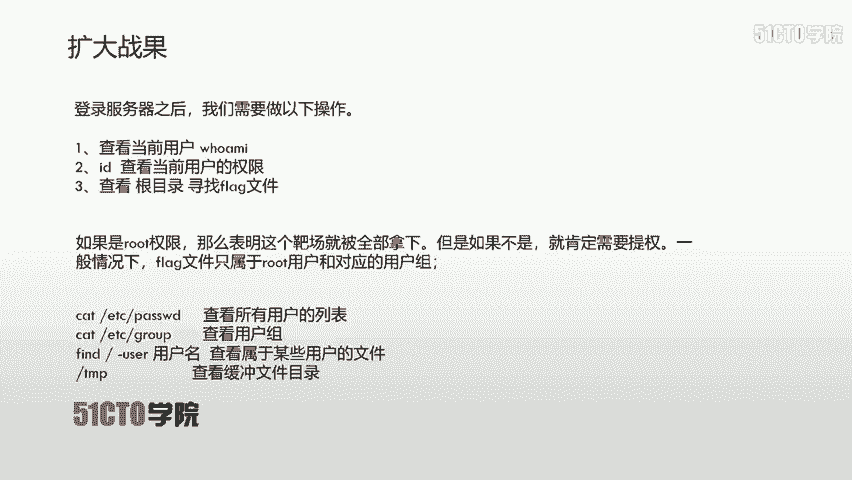 51CTO学院
扩大战果
登录服务器之后，我们需要做以下操作。
1、查看当前用户 whoami
2、id 查看当前用户的权限
3、查看 根目录 寻找flag文件
如果是root权限，那么表明这个靶场就被全部拿下。但是如果不是，就肯定需要提权。一
般情况下，flag文件只属于root用户和对应的用户组；
cat /etc/passwd 查看所有用户的列表
cat /etc/group 查看用户组
find / -user 用户名 查看属于某些用户的文件
/tmp 查看缓冲文件目录
51CTO学院